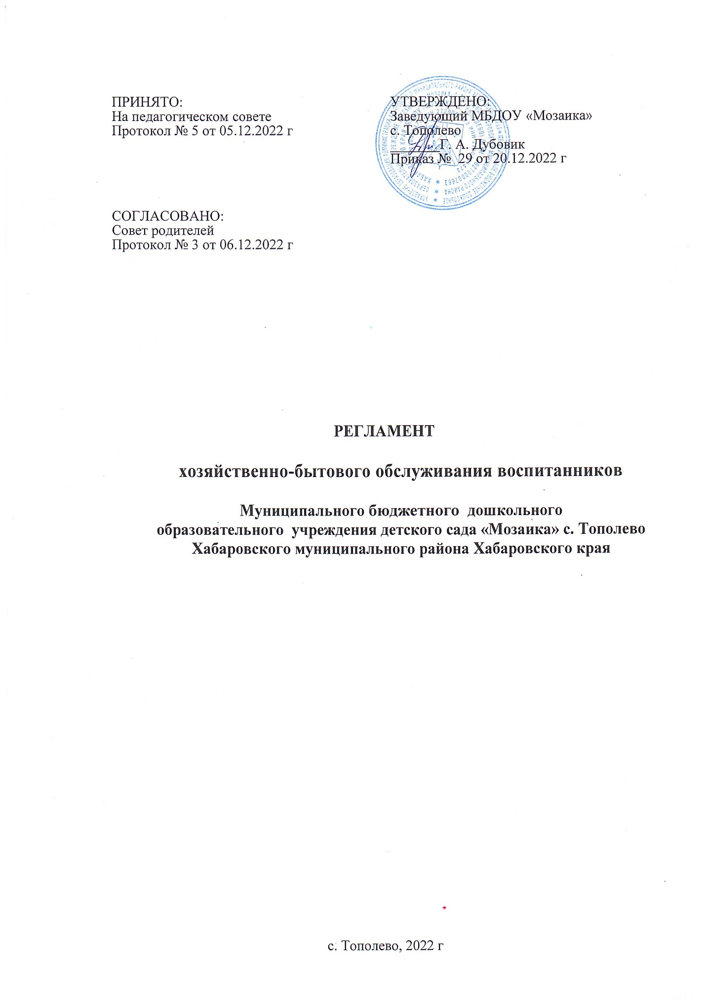 ПРИНЯТО:
На педагогическом совете
Протокол № 5 от 05.12.2022 г
УТВЕРЖДЕНО:
Заведующий МБДОУ «Мозаика»
с. Тополево
_______Г. А. Дубовик
Приказ № 29 от 20.12.2022 г
СОГЛАСОВАНО:
Совет родителей
Протокол № 3 от 06.12.2022 г
РЕГЛАМЕНТ
хозяйственно-бытового обслуживания воспитанников
Муниципального бюджетного дошкольного
образовательного учреждения детского сада «Мозаика» с. Тополево
Хабаровского муниципального района Хабаровского края
с. Тополево, 2022 г